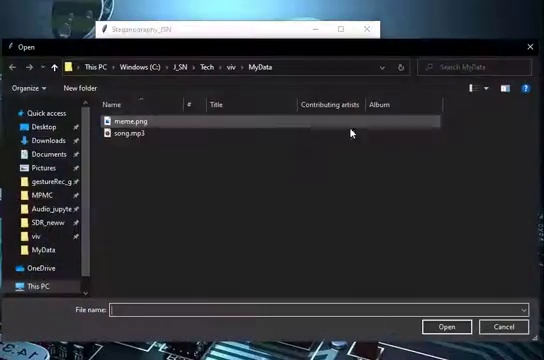 Steganography_JSN
Open
This PC > Windows (C:) > J_SN > Tech > viv > MyData
Search MyData
Organize
New folder
Name # Title Contributing artists Album
Quick access
Desktop
Downloads
Documents
Pictures
gestureRec_g
MPMC
Audio_jupyte
SDR_neww
viv
MyData
OneDrive
This PC
meme.png
song.mp3
File name:
Open Cancel